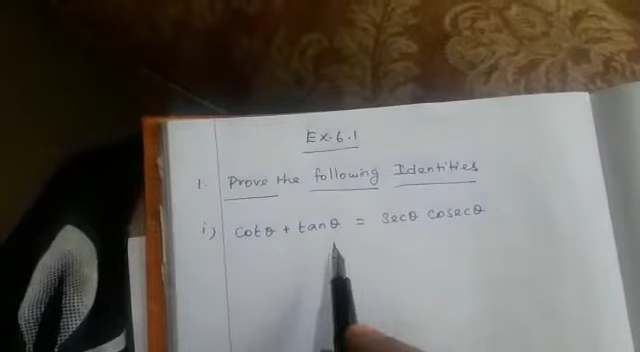 Ex.6.1
1. Prove the following Identities
i) cotθ + tanθ = secθ cosecθ